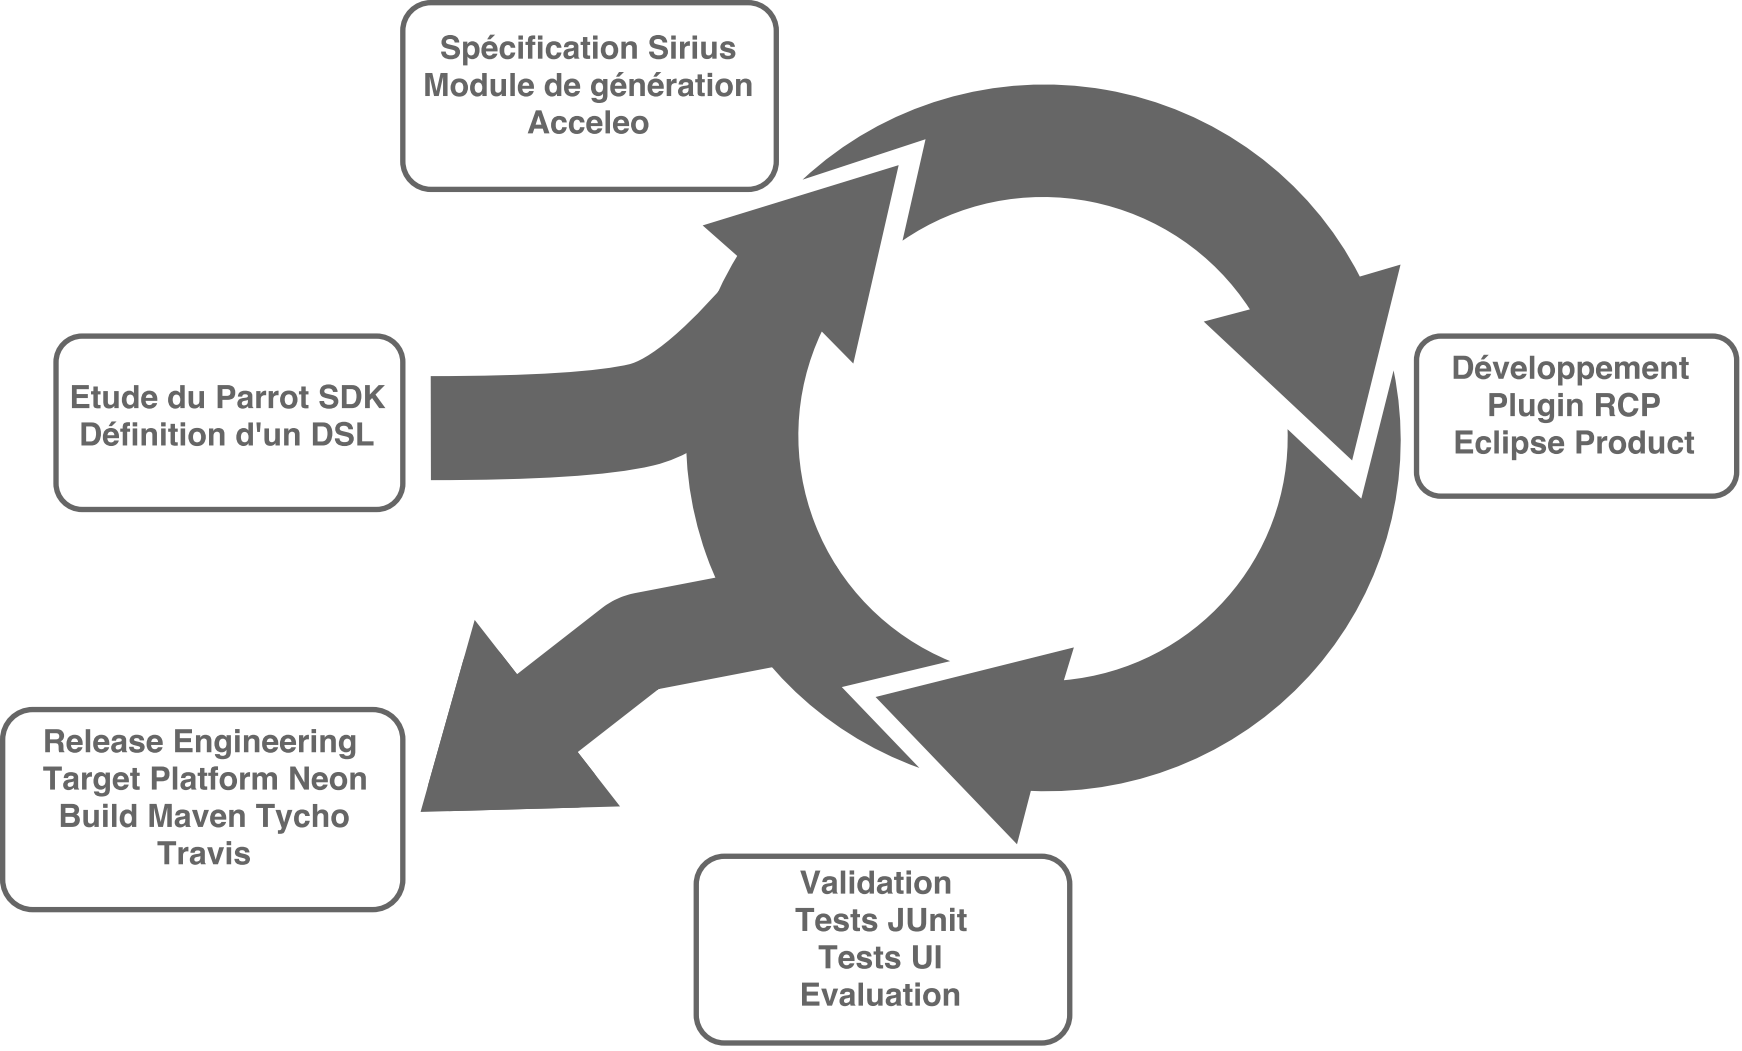 Spécification Sirius
Module de génération
Acceleo
Etude du Parrot SDK
Définition d'un DSL
Développement
Plugin RCP
Eclipse Product
Release Engineering
Target Platform Neon
Build Maven Tycho
Travis
Validation
Tests JUnit
Tests UI
Evaluation